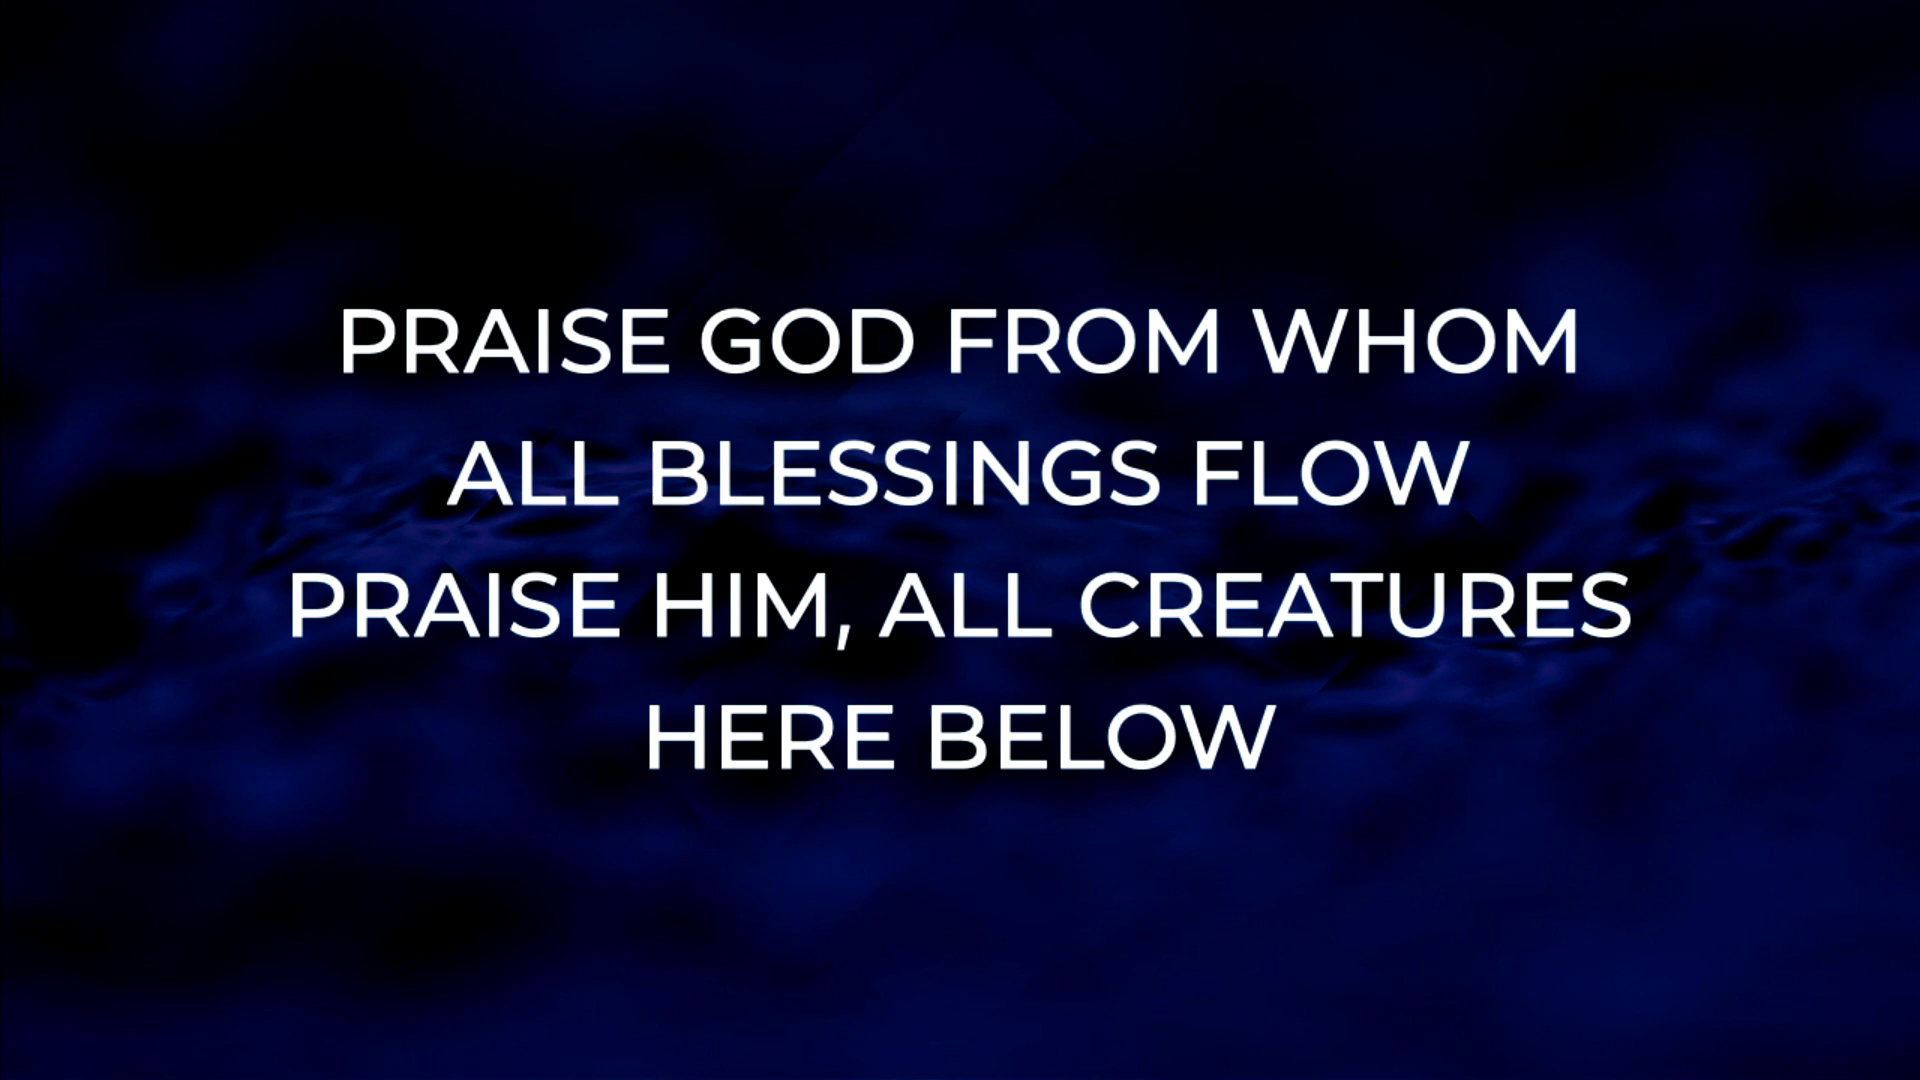 PRAISE GOD FROM WHOM
ALL BLESSINGS FLOW
PRAISE HIM, ALL CREATURES
HERE BELOW